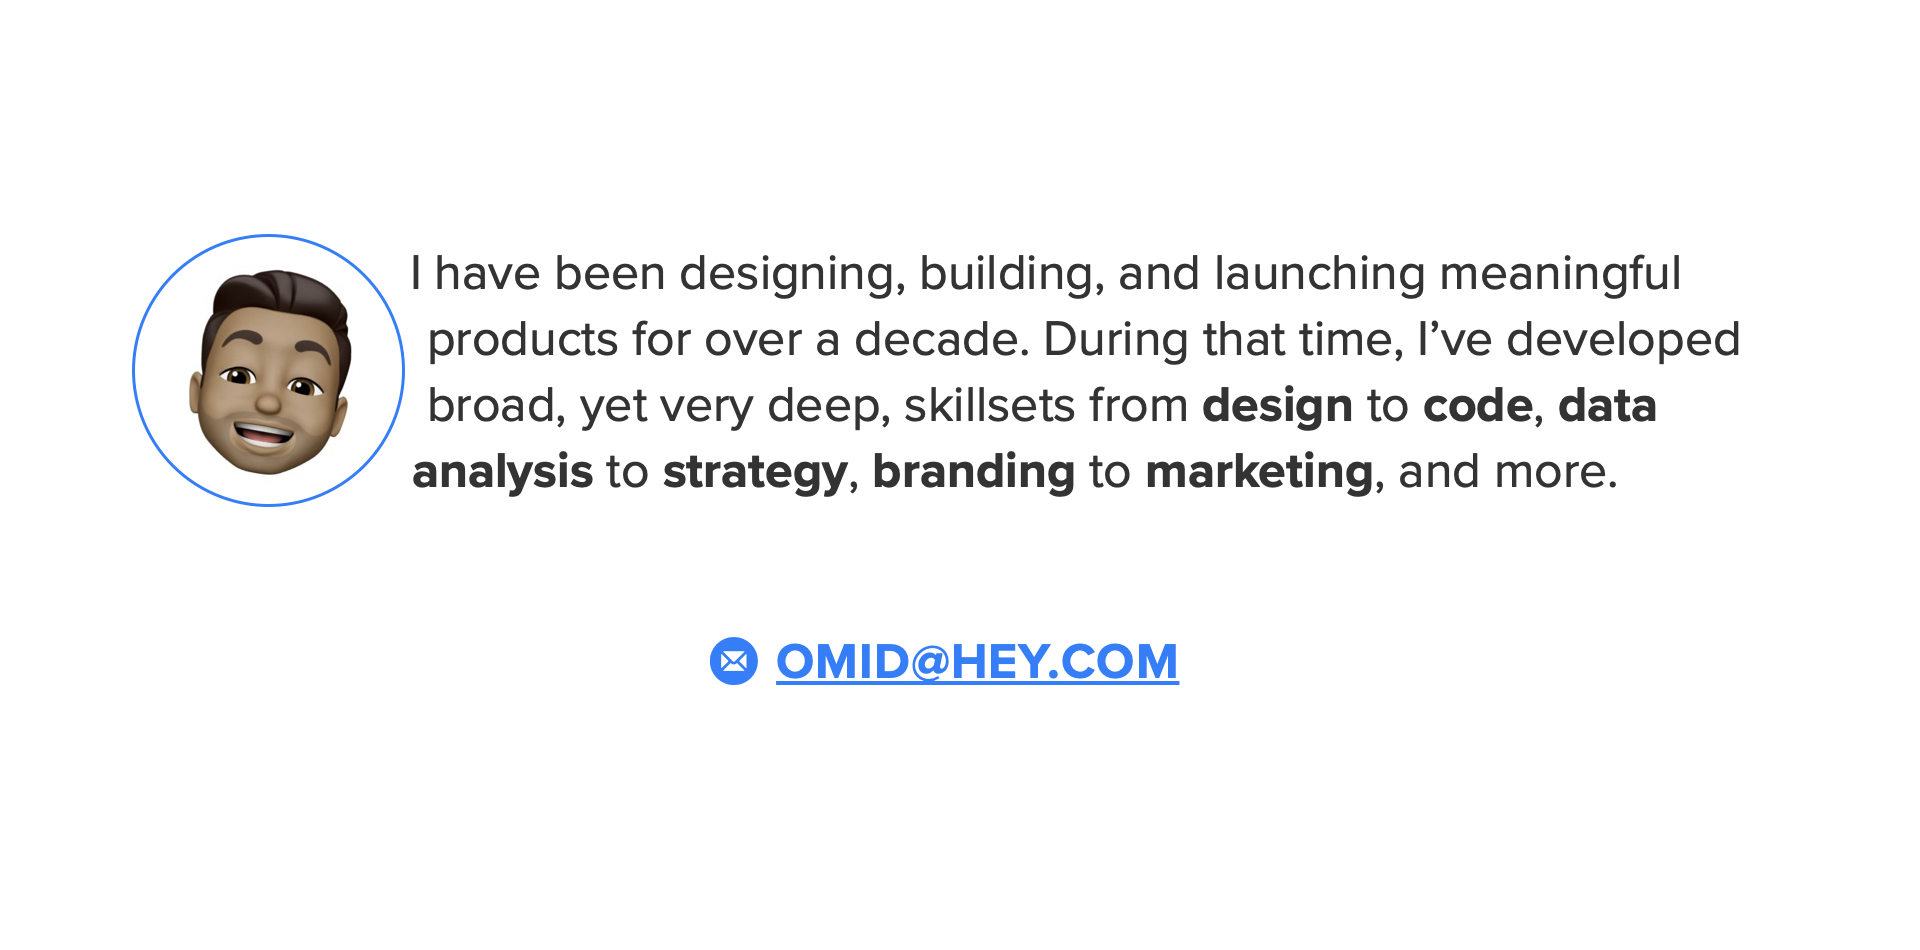 I have been designing, building, and launching meaningful
products for over a decade. During that time, I’ve developed
broad, yet very deep, skillsets from design to code, data
analysis to strategy, branding to marketing, and more.
OMID@HEY.COM